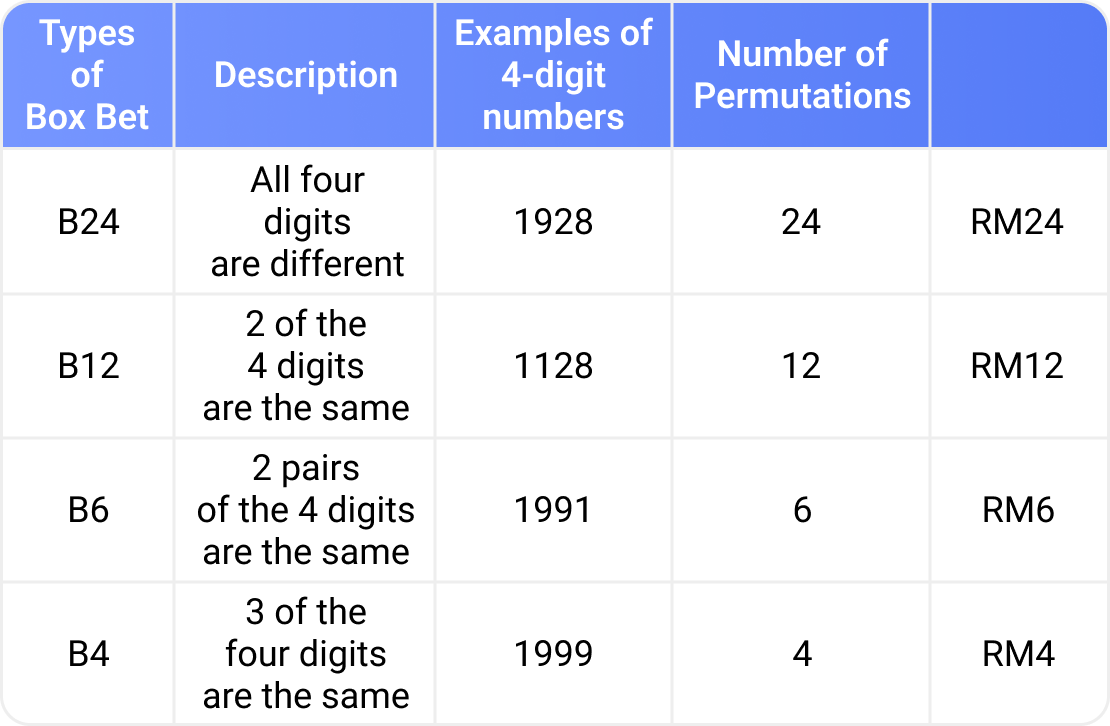 Types
of
Box Bet
Description
Examples of
4-digit
numbers
Number of
Permutations
B24
All four
digits
are different
1928
24
RM24
B12
2 of the
4 digits
are the same
1128
12
RM12
B6
2 pairs
of the 4 digits
are the same
1991
6
RM6
B4
3 of the
four digits
are the same
1999
4
RM4